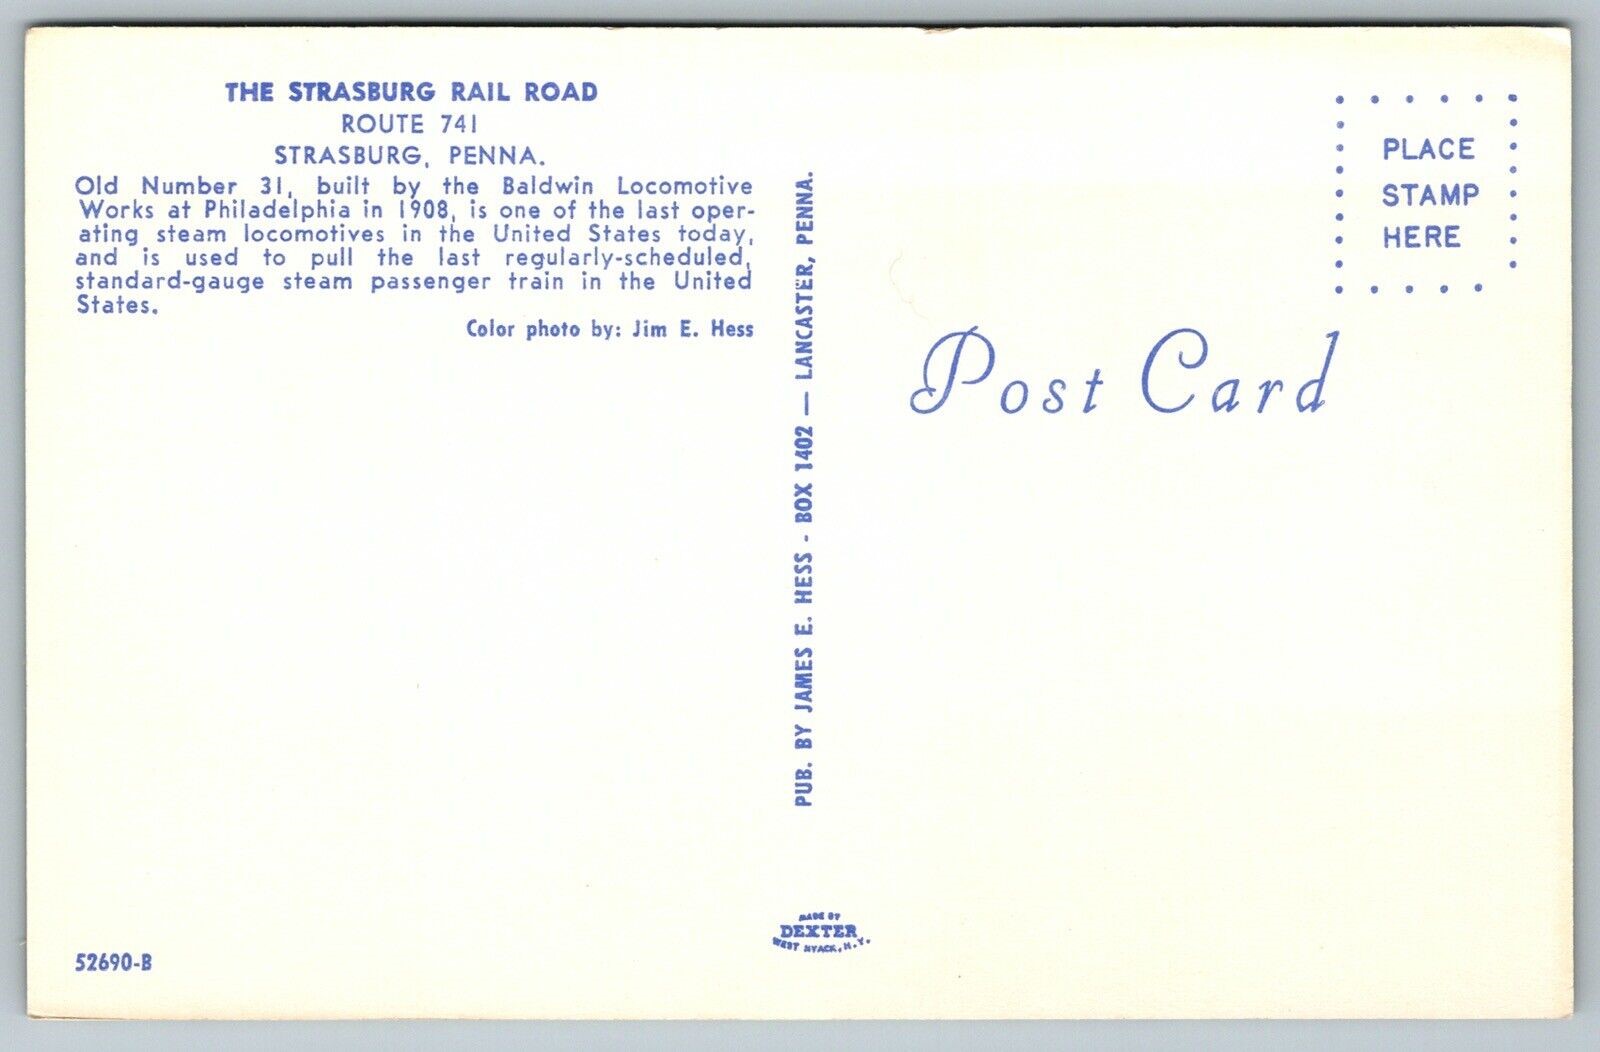 THE STRASBURG RAIL ROAD
ROUTE 741
STRASBURG, PENNA.
Old Number 31, built by the Baldwin Locomotive
Works at Philadelphia in 1908, is one of the last oper-
ating steam locomotives in the United States today,
and is used to pull the last regularly-scheduled,
standard-gauge steam passenger train in the United
States.
Color photo by: Jim E. Hess
52690-B
PUB. BY JAMES E. HESS - BOX 1402 — LANCASTER, PENNA.
MADE BY
DEXTER
WEST NYACK, N.Y.
PLACE
STAMP
HERE
Post Card